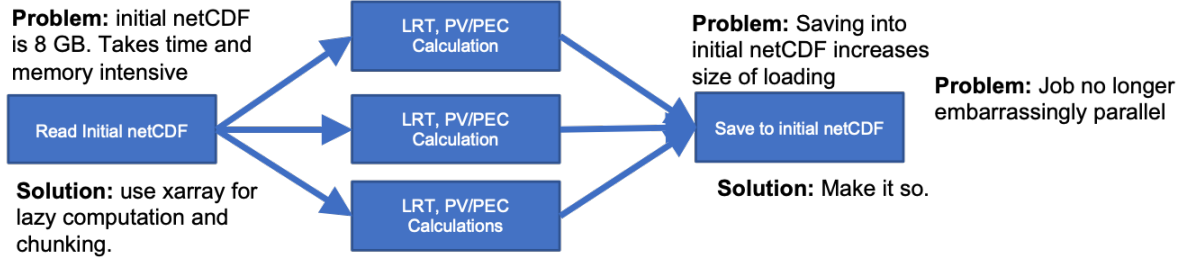 Problem: initial netCDF
is 8 GB. Takes time and
memory intensive
Read Initial netCDF
Solution: use xarray for
lazy computation and
chunking.
LRT, PV/PEC
Calculation
LRT, PV/PEC
Calculation
LRT, PV/PEC
Calculations
Problem: Saving into
initial netCDF increases
size of loading
Save to initial netCDF
Solution: Make it so.
Problem: Job no longer
embarrassingly parallel